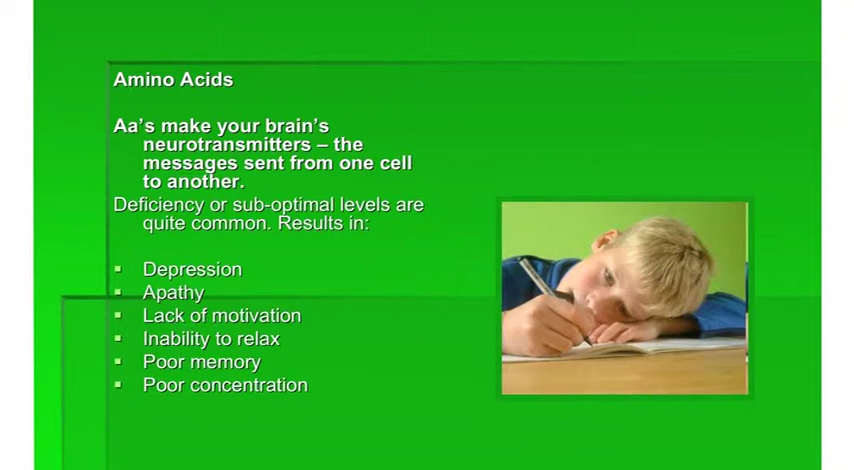 Amino Acids
Aa's make your brain's
neurotransmitters – the
messages sent from one cell
to another.
Deficiency or sub-optimal levels are
quite common. Results in:
▪ Depression
▪ Apathy
▪ Lack of motivation
▪ Inability to relax
▪ Poor memory
▪ Poor concentration